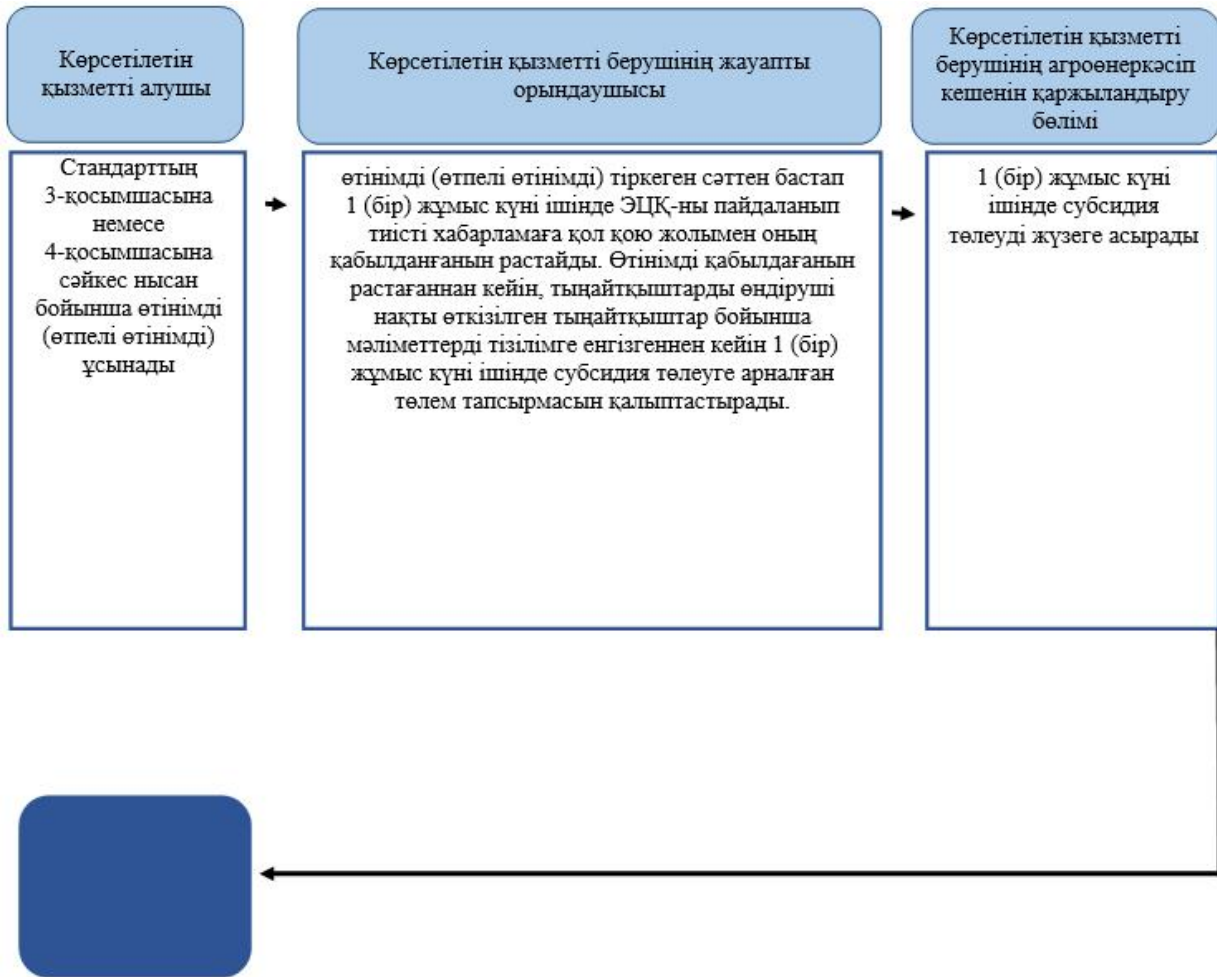 Көрсетілетін
қызметті алушы
Көрсетілетін қызметті берушінің жауапты
орындаушысы
Көрсетілетін қызметті
берушінің агроөнеркәсіп
кешенін қаржыландыру
бөлімі
Стандарттың
3-қосымшасына
немесе
4-қосымшасына
сәйкес нысан
бойынша өтінімді
(өтпелі өтінімді)
ұсынады
өтінімді (өтпелі өтінімді) тіркеген сәттен бастап
1 (бір) жұмыс күні ішінде ЭЦҚ-ны пайдаланып
тиісті хабарламаға қол қою жолымен оның
қабылданғанын растайды. Өтінімді қабылдағанын
растағаннан кейін, тыңайтқыштарды өндіруші
нақты өткізілген тыңайтқыштар бойынша
мәліметтерді тізілімге енгізгеннен кейін 1 (бір)
жұмыс күні ішінде субсидия төлеуге арналған
төлем тапсырмасын қалыптастырады.
1 (бір) жұмыс күні
ішінде субсидия
төлеуді жүзеге асырады